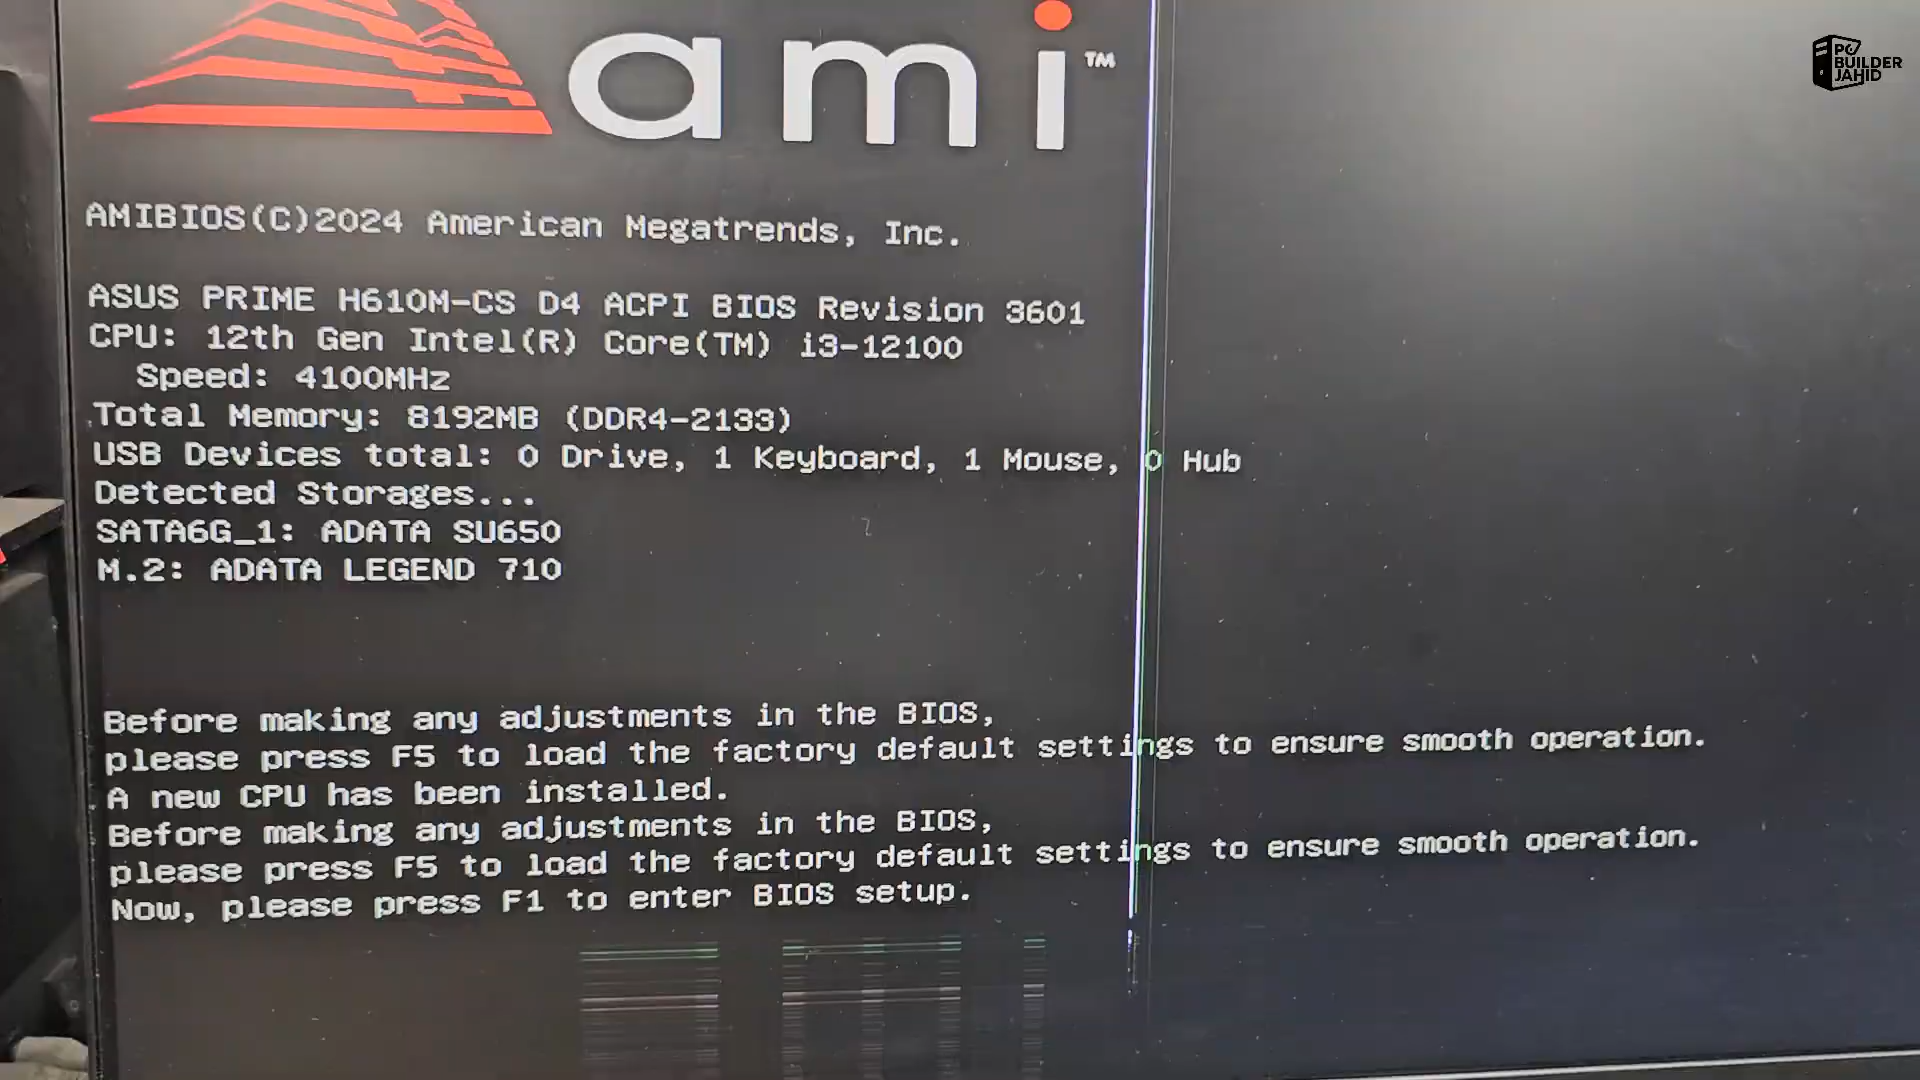 ami™
PC
BUILDER
JAHID
AMIBIOS(C)2024 American Megatrends, Inc.
ASUS PRIME H610M-CS D4 ACPI BIOS Revision 3601
CPU: 12th Gen Intel(R) Core(TM) i3-12100
Speed: 4100MHz
Total Memory: 8192MB (DDR4-2133)
USB Devices total: 0 Drive, 1 Keyboard, 1 Mouse, 0 Hub
Detected Storages...
SATA6G_1: ADATA SU650
M.2: ADATA LEGEND 710
Before making any adjustments in the BIOS,
please press F5 to load the factory default settings to ensure smooth operation.
A new CPU has been installed.
Before making any adjustments in the BIOS,
please press F5 to load the factory default settings to ensure smooth operation.
Now, please press F1 to enter BIOS setup.